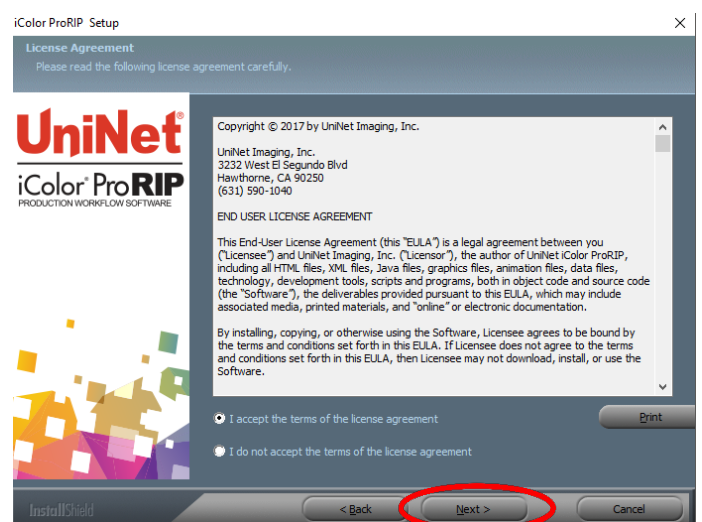 iColor ProRIP Setup
License Agreement
Please read the following license agreement carefully.
UniNet®
iColor® ProRIP
PRODUCTION WORKFLOW SOFTWARE
Copyright © 2017 by UniNet Imaging, Inc.
UniNet Imaging, Inc.
3232 West El Segundo Blvd
Hawthorne, CA 90250
(631) 590-1040
END USER LICENSE AGREEMENT
This End-User License Agreement (this "EULA") is a legal agreement between you
("Licensee") and UniNet Imaging, Inc. ("Licensor"), the author of UniNet iColor ProRIP,
including all HTML files, XML files, Java files, graphics files, animation files, data files,
technology, development tools, scripts and programs, both in object code and source code
(the "Software"), the deliverables provided pursuant to this EULA, which may include
associated media, printed materials, and "online" or electronic documentation.
By installing, copying, or otherwise using the Software, Licensee agrees to be bound by
the terms and conditions set forth in this EULA. If Licensee does not agree to the terms
and conditions set forth in this EULA, then Licensee may not download, install, or use the
Software.
I accept the terms of the license agreement
Print
I do not accept the terms of the license agreement
InstallShield
< Back
Next >
Cancel